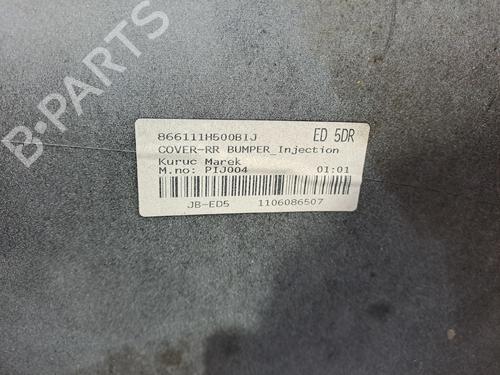 866111H500BIJ ED 5DR
COVER-RR BUMPER_Injection
Kuruc Marek
M.no: PIJ004 01:01
JB-ED5 1106086507
B-PARTS